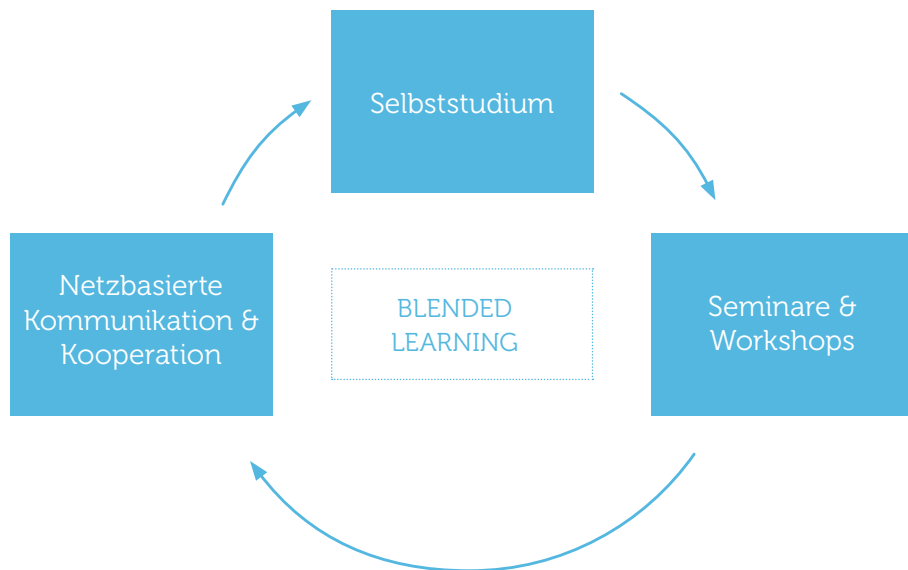 Selbststudium
Netzbasierte
Kommunikation &
Kooperation
BLENDED
LEARNING
Seminare &
Workshops